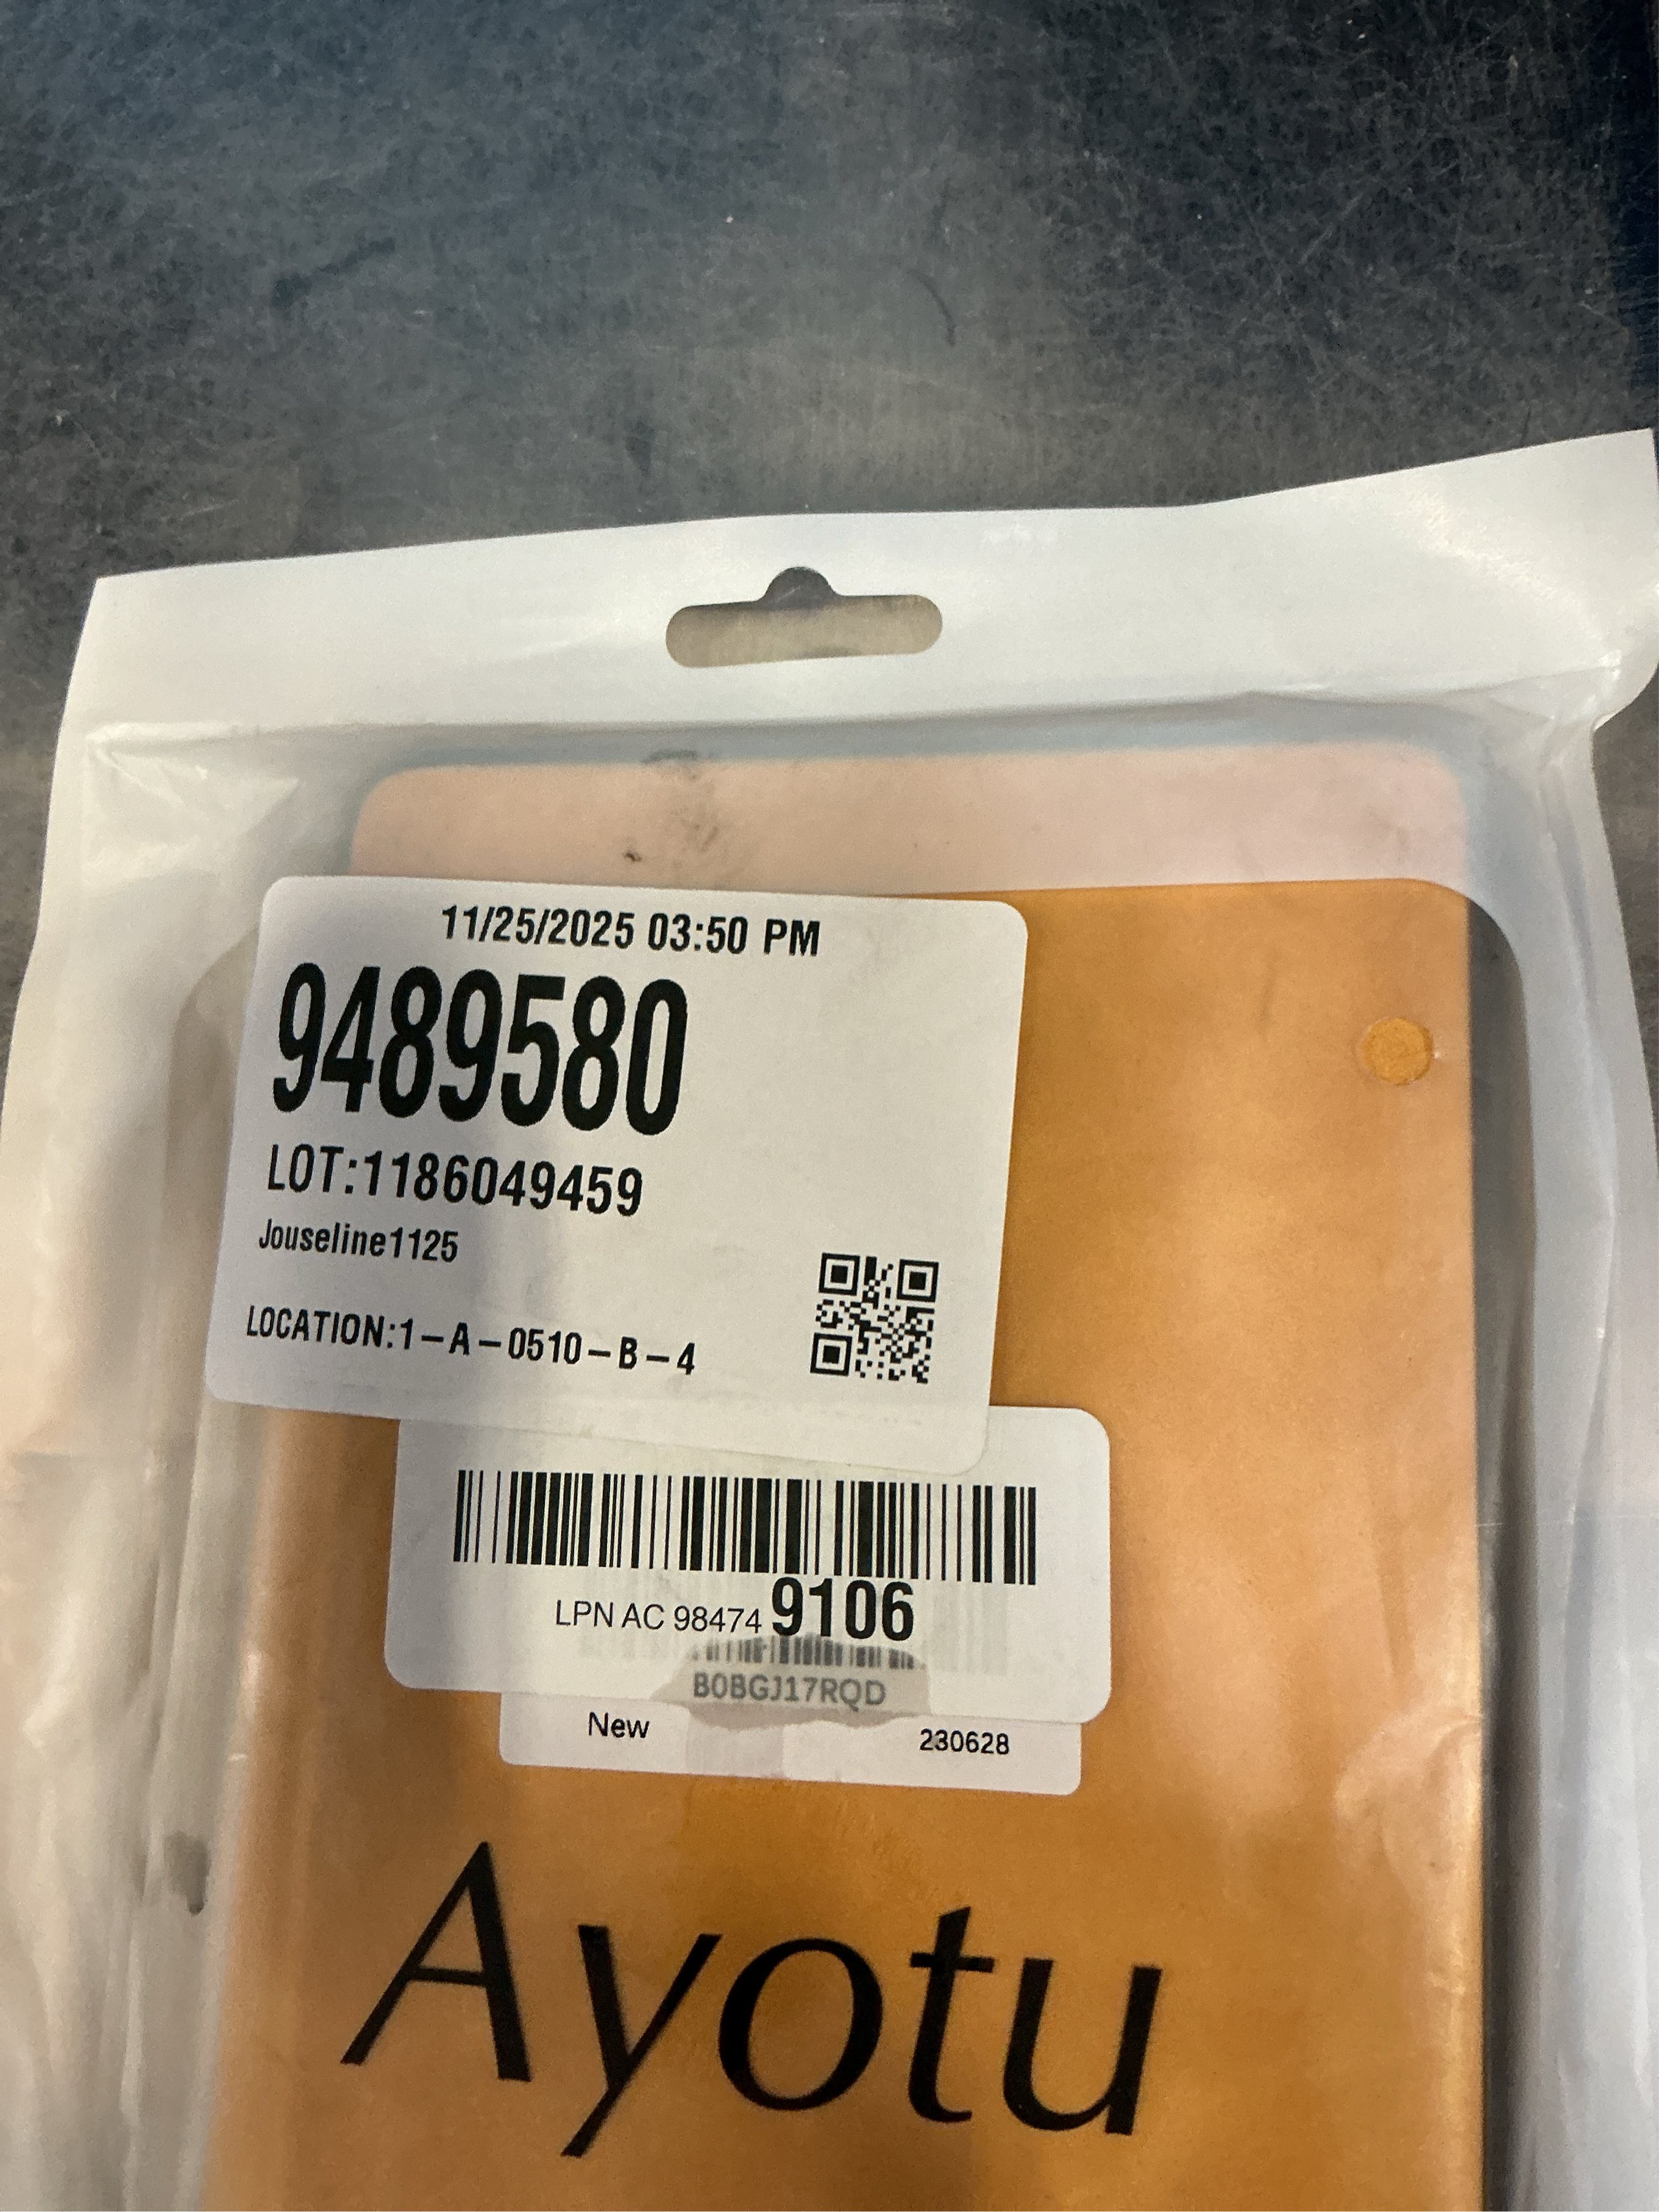 11/25/2025 03:50 PM
9489580
LOT:1186049459
Jouseline1125
LOCATION:1-A-0510-B-4
LPN AC 98474 9106
B0BGJ17RQD
New 230628
Ayotu